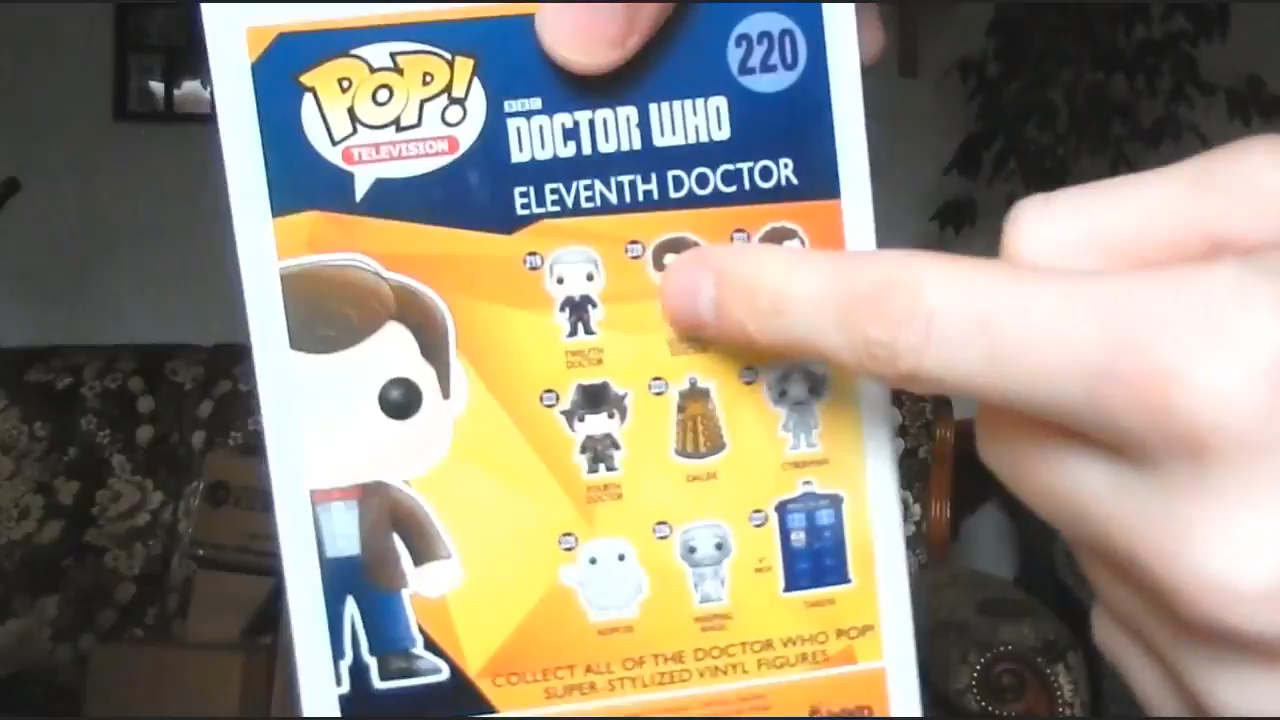 POP!
TELEVISION
220
BBC
DOCTOR WHO
ELEVENTH DOCTOR
TWELFTH
DOCTOR
FOURTH
DOCTOR
DALEK
CYBERMAN
ADIPOSE
WEEPING
ANGEL
TARDIS
COLLECT ALL OF THE DOCTOR WHO POP!
SUPER-STYLIZED VINYL FIGURES